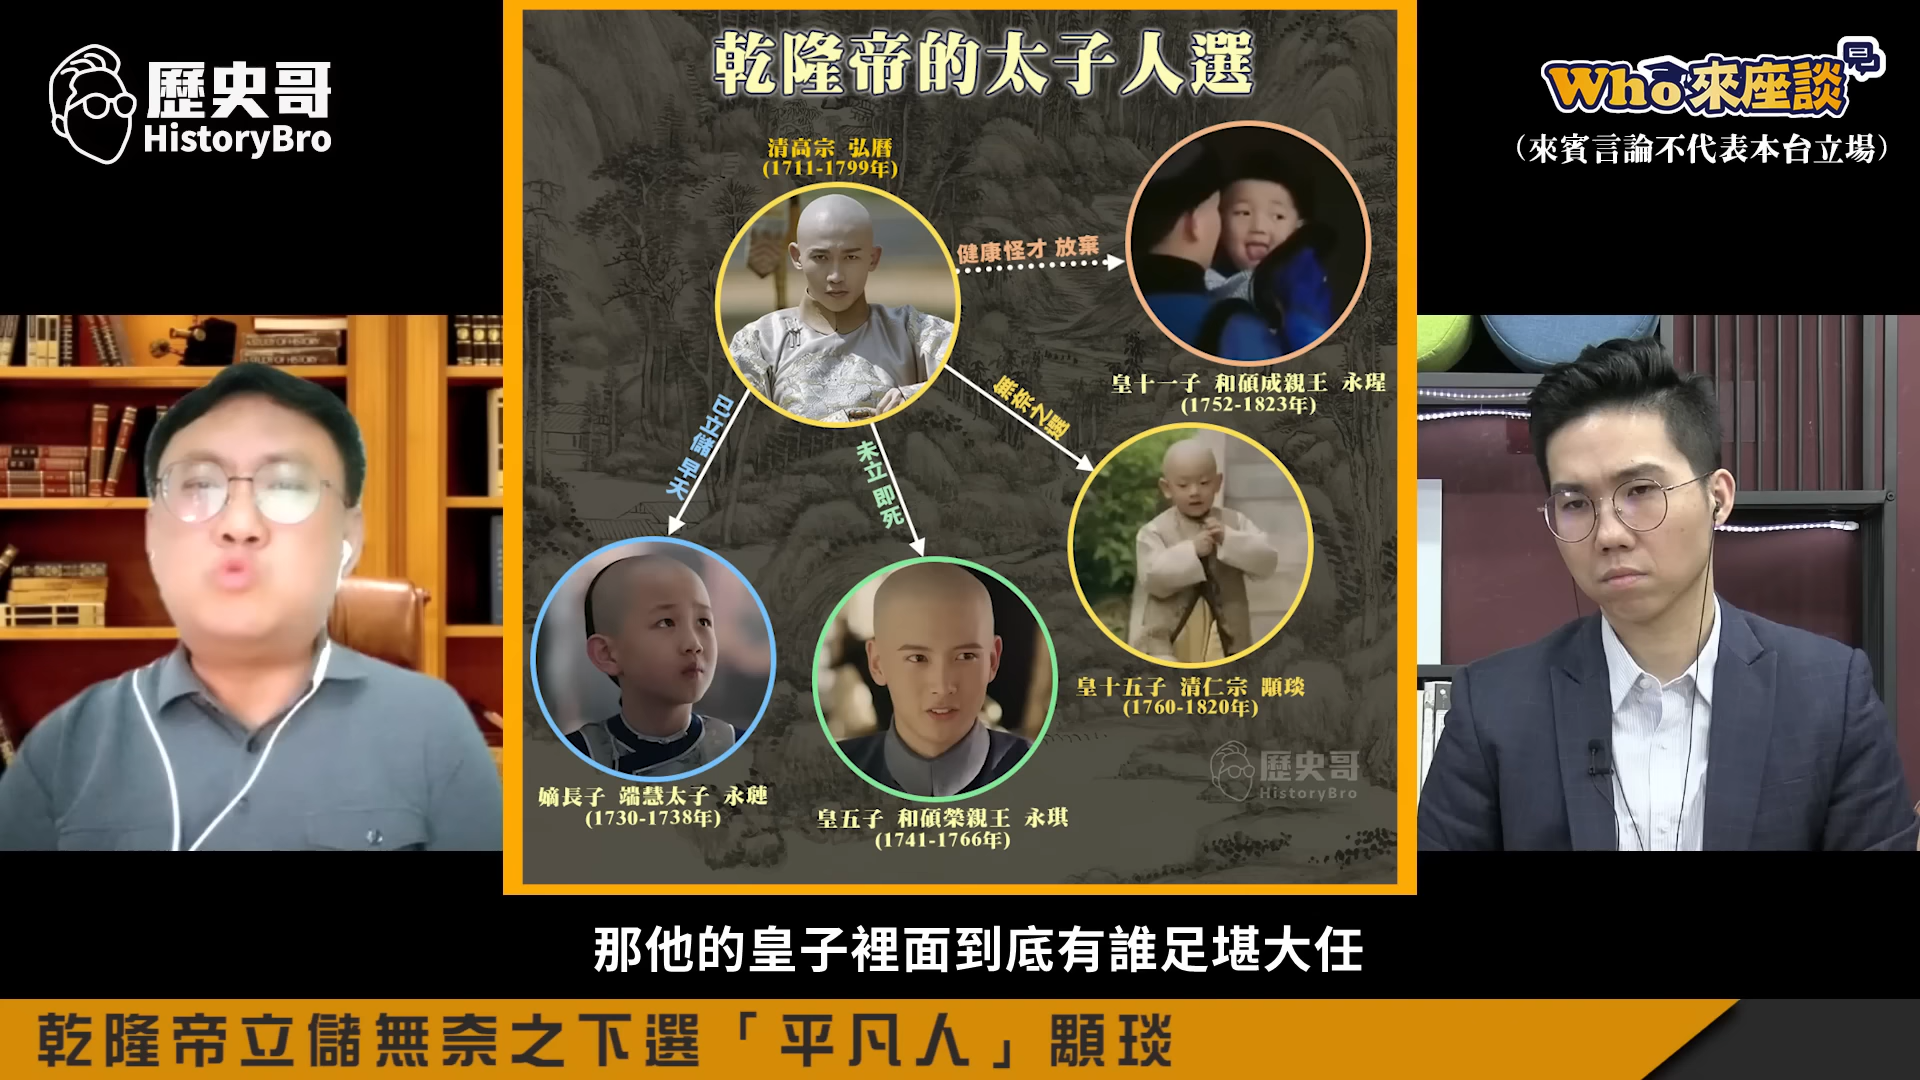 歷史哥
HistoryBro
乾隆帝的太子人選
Who來座談
(來賓言論不代表本台立場)
清高宗 弘曆
(1711-1799年)
健康怪才 放棄
皇十一子 和碩成親王 永瑆
(1752-1823年)
已立儲 早夭
未立 即死
無奈之選
皇十五子 清仁宗 顒琰
(1760-1820年)
嫡長子 端慧太子 永璉
(1730-1738年)
皇五子 和碩榮親王 永琪
(1741-1766年)
歷史哥
HistoryBro
A STUDY OF HISTORY
那他的皇子裡面到底有誰足堪大任
乾隆帝立儲無奈之下選「平凡人」顒琰